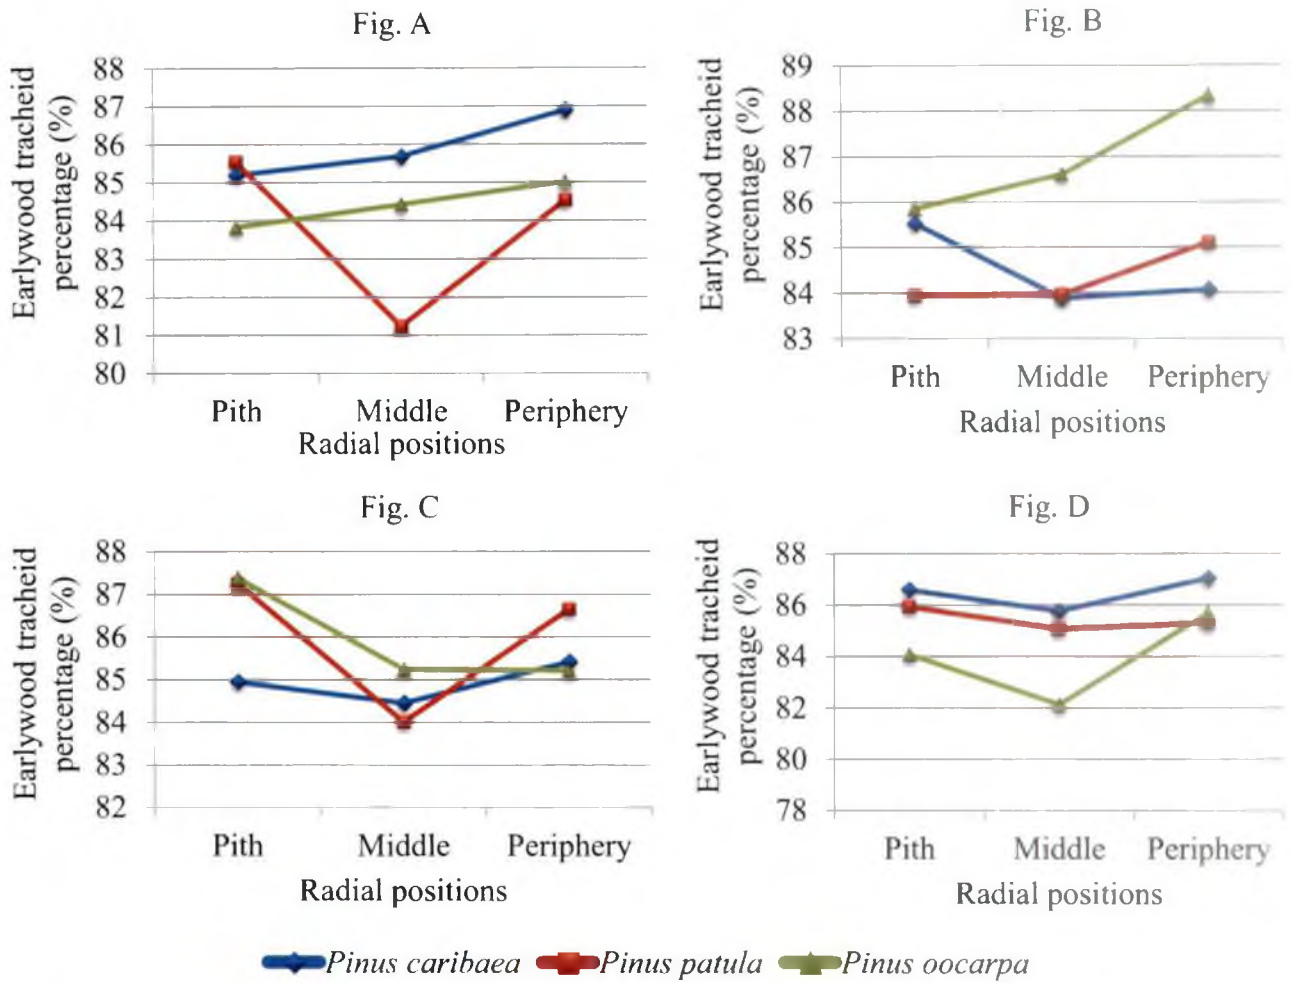 Fig. A
Earlywood tracheid
percentage (%)
88
87
86
85
84
83
82
81
80
Pith Middle Periphery
Radial positions
Fig. B
Earlywood tracheid
percentage (%)
89
88
87
86
85
84
83
Pith Middle Periphery
Radial positions
Fig. C
Earlywood tracheid
percentage (%)
88
87
86
85
84
83
82
Pith Middle Periphery
Radial positions
Fig. D
Earlywood tracheid
percentage (%)
88
86
84
82
80
78
Pith Middle Periphery
Radial positions
Pinus caribaea Pinus patula Pinus oocarpa